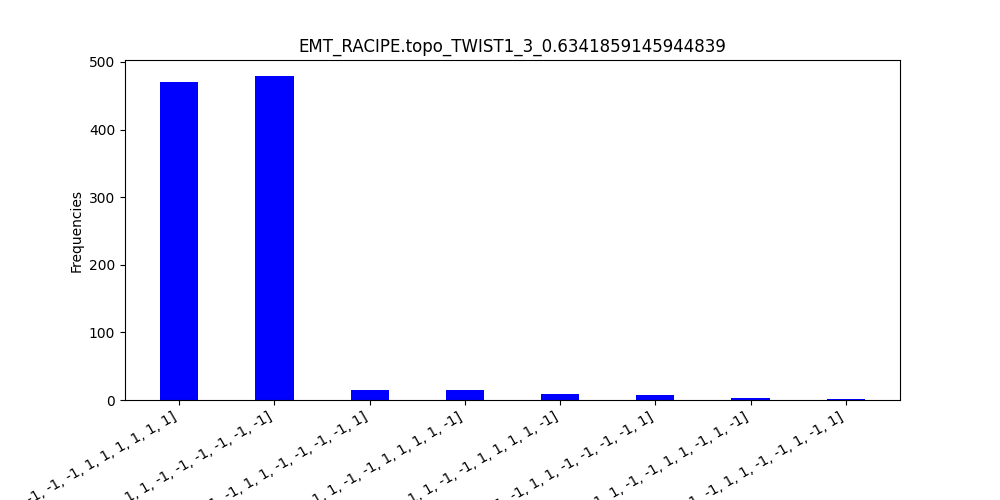 EMT_RACIPE.topo_TWIST1_3_0.6341859145944839
500
400
300
200
100
0
Frequencies
-1, -1, -1, 1, 1, 1, 1, 1, 1]
1, 1, -1, -1, -1, -1, -1]
-1, 1, 1, -1, -1, -1, -1, 1]
1, 1, -1, -1, 1, 1, 1, 1, -1]
1, -1, -1, 1, 1, 1, 1, -1]
-1, 1, 1, -1, -1, -1, -1, 1]
1, -1, 1, 1, -1, 1, 1, -1, 1, -1]
-1, -1, 1, 1, -1, -1, 1, -1, 1]